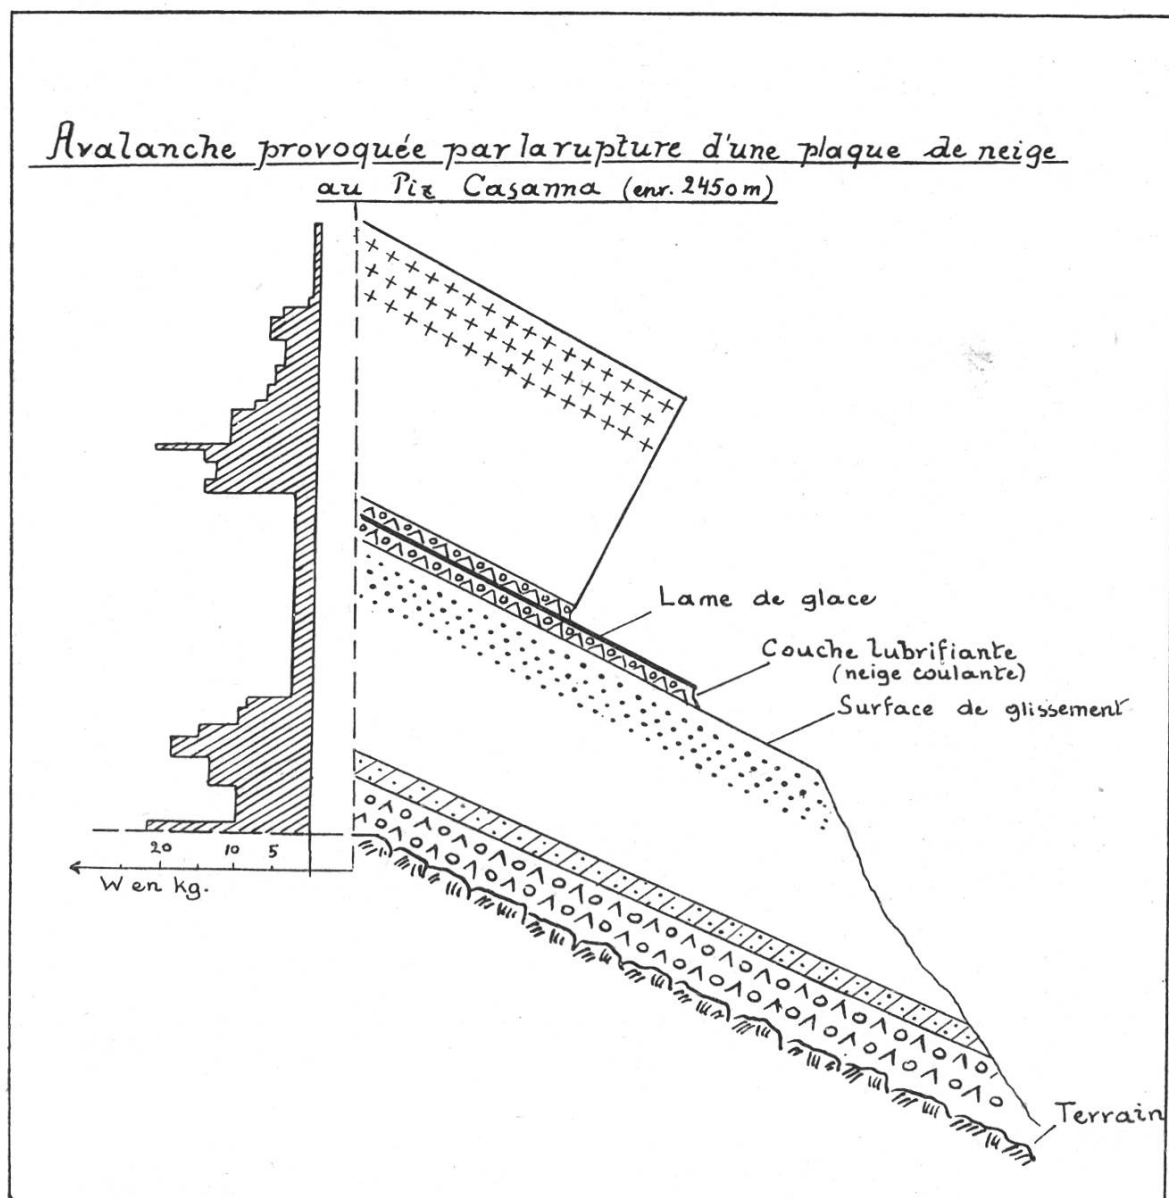 Avalanche provoquée par la rupture d'une plaque de neige
au Piz Casanna (enr. 2450 m)
Lame de glace
Couche lubrifiante
(neige coulante)
Surface de glissement
20 10 5
W en kg.
Terrain